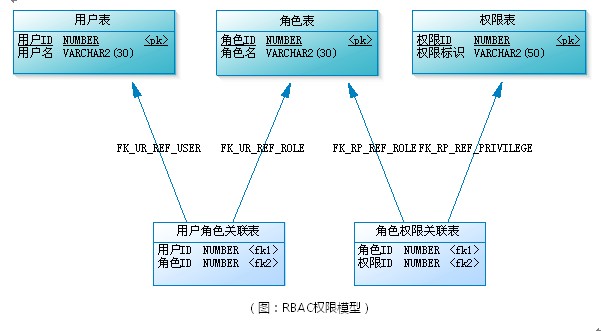 用户表
用户ID NUMBER <pk>
用户名 VARCHAR2(30)
角色表
角色ID NUMBER <pk>
角色名 VARCHAR2(30)
权限表
权限ID NUMBER <pk>
权限标识 VARCHAR2(50)
FK_UR_REF_USER
FK_UR_REF_ROLE
FK_RP_REF_ROLE
FK_RP_REF_PRIVILEGE
用户角色关联表
用户ID NUMBER <fk1>
角色ID NUMBER <fk2>
角色权限关联表
角色ID NUMBER <fk1>
权限ID NUMBER <fk2>
（图：RBAC权限模型）